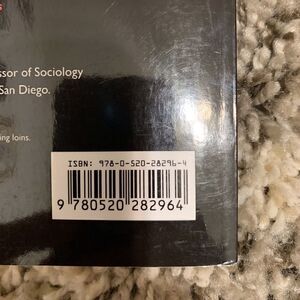 ssor of Sociology
San Diego.
ing loins.
ISBN: 978-0-520-28296-4
9 780520 282964